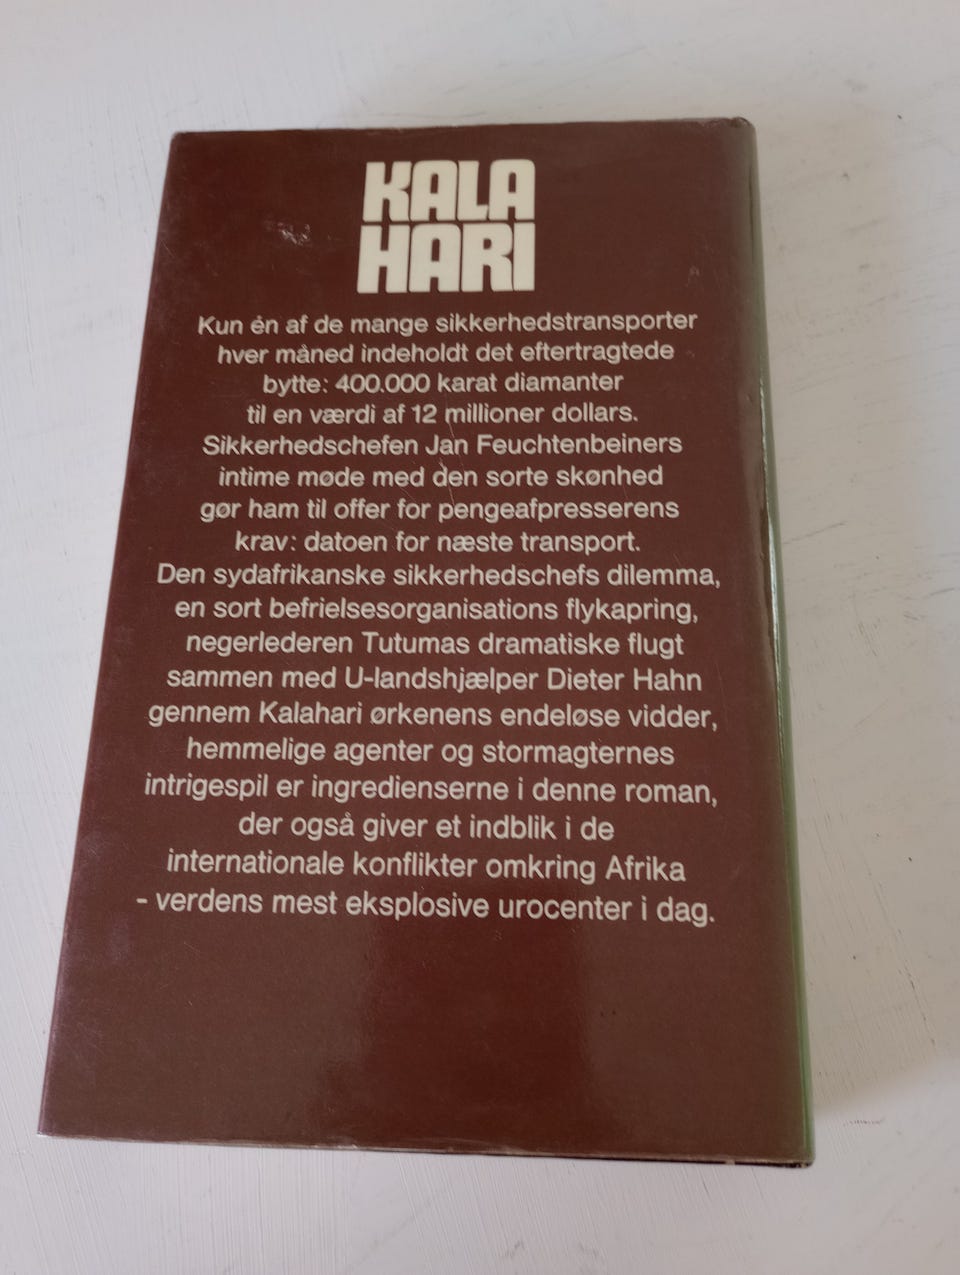 KALA
HARI
Kun én af de mange sikkerhedstransporter
hver måned indeholdt det eftertragtede
bytte: 400.000 karat diamanter
til en værdi af 12 millioner dollars.
Sikkerhedschefen Jan Feuchtenbeiners
intime møde med den sorte skønhed
gør ham til offer for pengeafpresserens
krav: datoen for næste transport.
Den sydafrikanske sikkerhedschefs dilemma,
en sort befrielsesorganisations flykapring,
negerlederen Tutumas dramatiske flugt
sammen med U-landshjælper Dieter Hahn
gennem Kalahari ørkenens endeløse vidder,
hemmelige agenter og stormagternes
intrigespil er ingredienserne i denne roman,
der også giver et indblik i de
internationale konflikter omkring Afrika
- verdens mest eksplosive urocenter i dag.